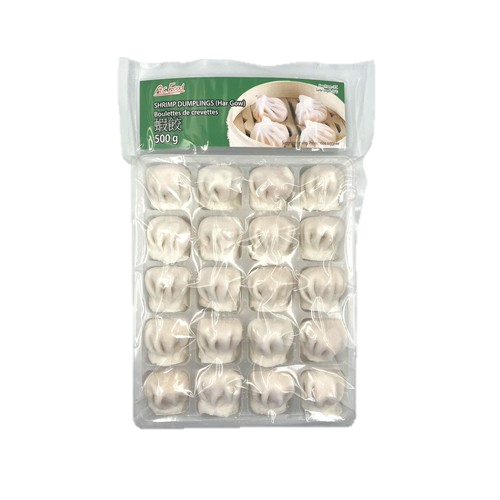 SHRIMP DUMPLINGS (Har Gow)
Boulettes de crevettes
蝦餃
500 g